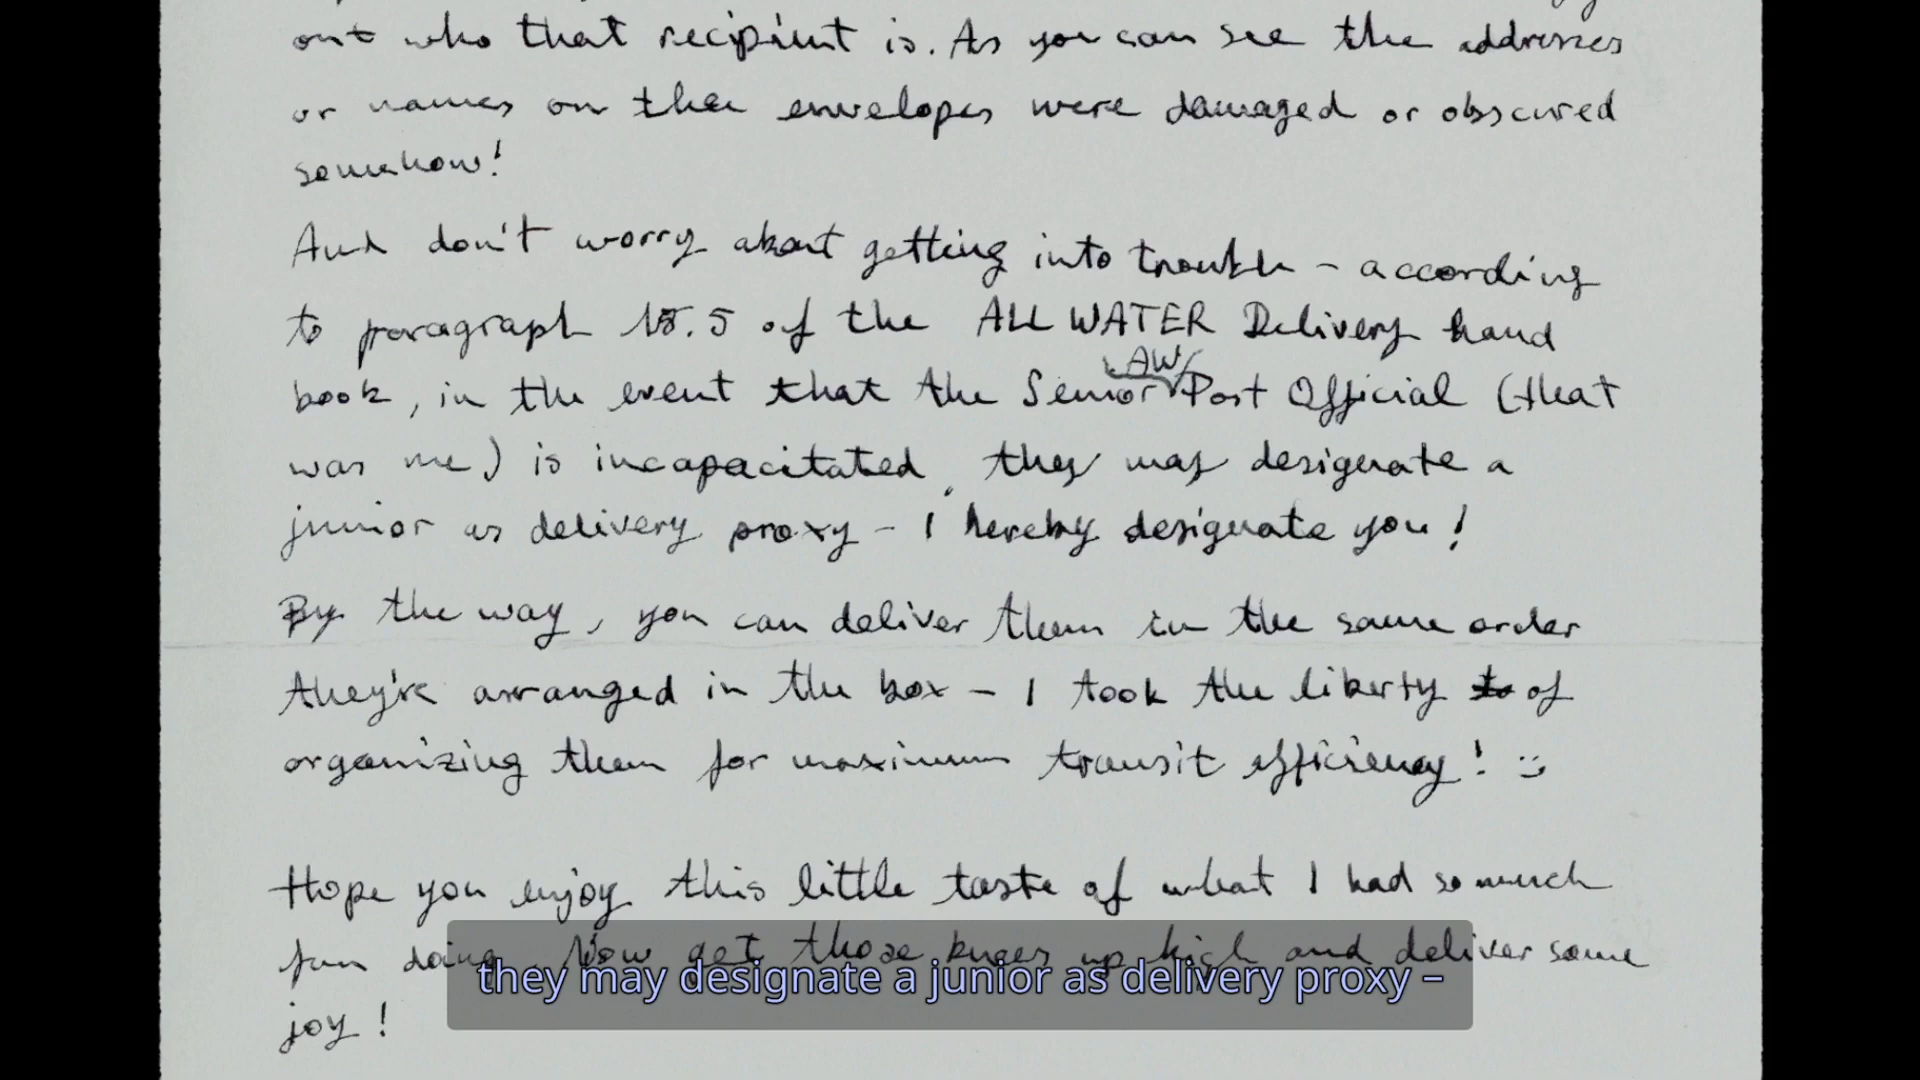 out who that recipient is. As you can see the addresses
or names on the envelopes were damaged or obscured
somehow!
And don't worry about getting into trouble - according
to paragraph 15.5 of the ALL WATER Delivery hand
book, in the event that the Senior AW Post Official (that
was me) is incapacitated, they may designate a
junior as delivery proxy - I hereby designate you!
By the way, you can deliver them in the same order
they're arranged in the box - I took the liberty to of
organizing them for maximum transit efficiency! :)
Hope you enjoy this little taste of what I had so much
fun doing. Now get those knees up high and deliver some
joy!
they may designate a junior as delivery proxy –